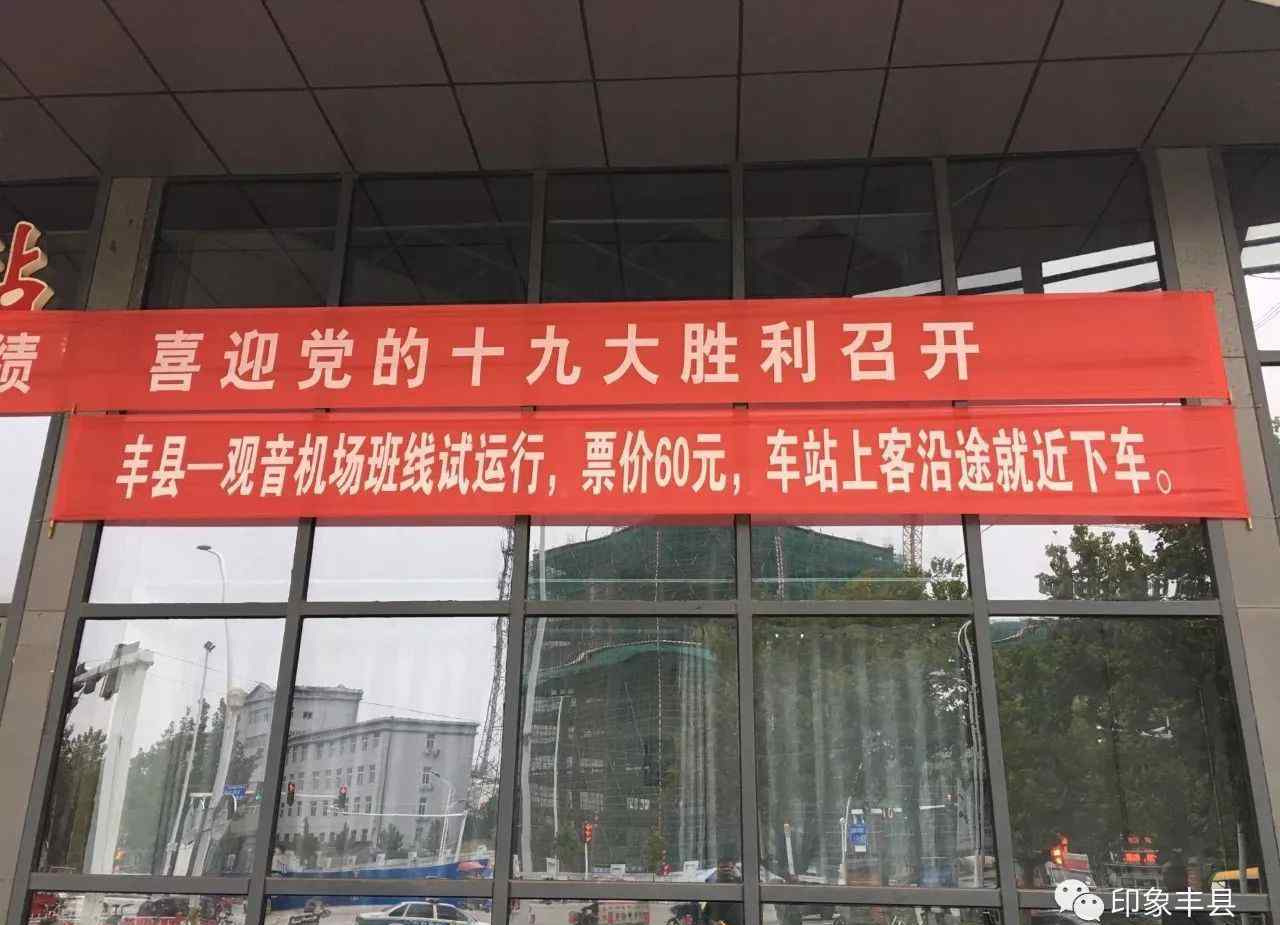 站
绩 喜迎党的十九大胜利召开
丰县—观音机场班线试运行，票价60元，车站上客沿途就近下车。
印象丰县